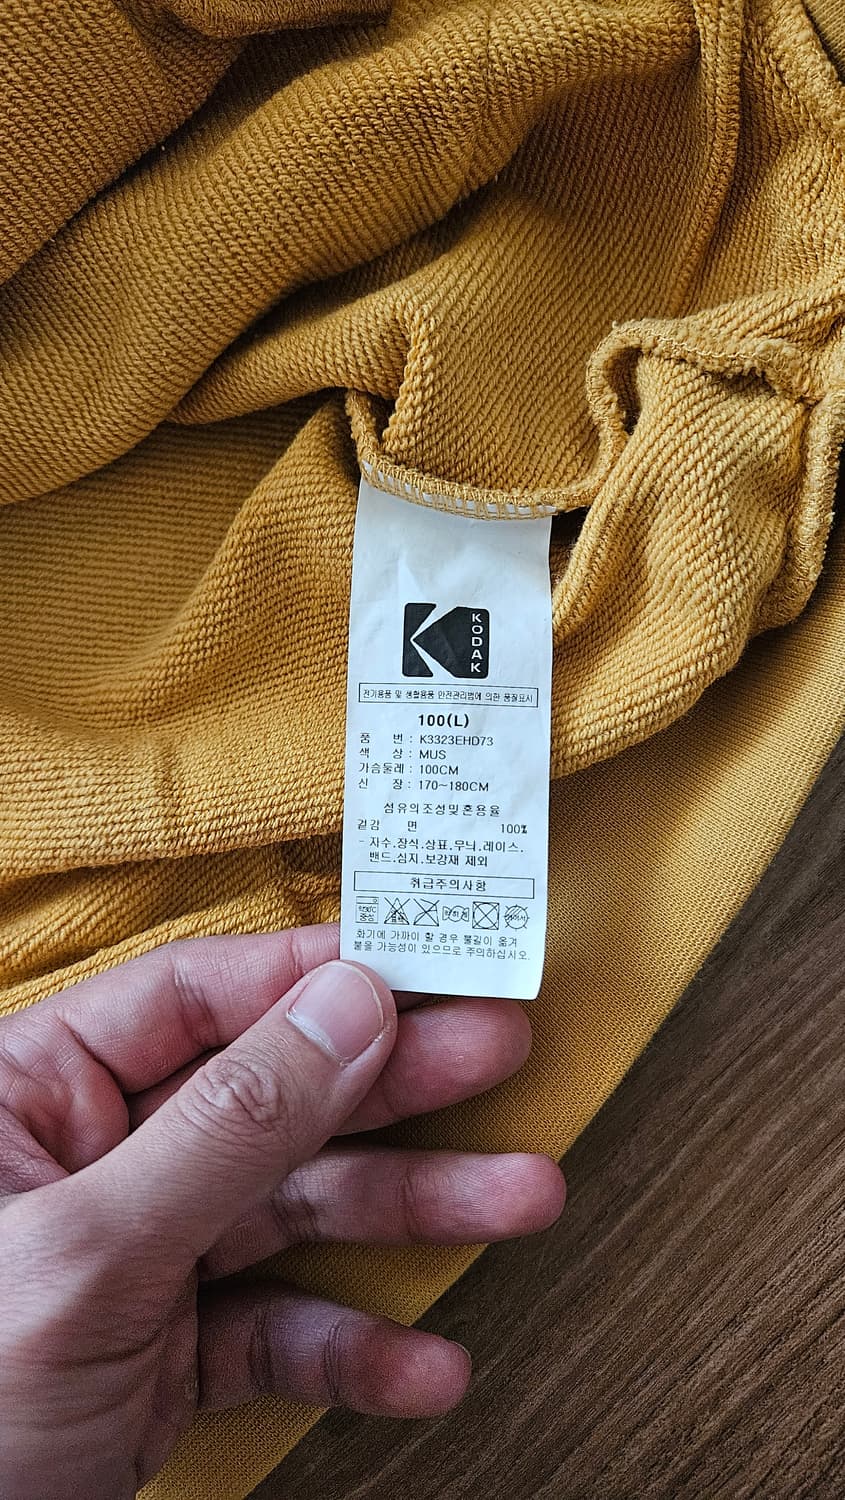 KODAK
전기용품 및 생활용품 안전관리법에 의한 품질표시
100(L)
품 번 : K3323EHD73
색 상 : MUS
가슴둘레 : 100CM
신 장 : 170~180CM
섬유의조성및혼용율
겉감 면 100%
- 자수.장식.상표.무늬.레이스.
밴드.심지.보강재 제외
취급주의사항
약30℃ 중성
화기에 가까이 할 경우 불길이 옮겨
붙을 가능성이 있으므로 주의하십시오.